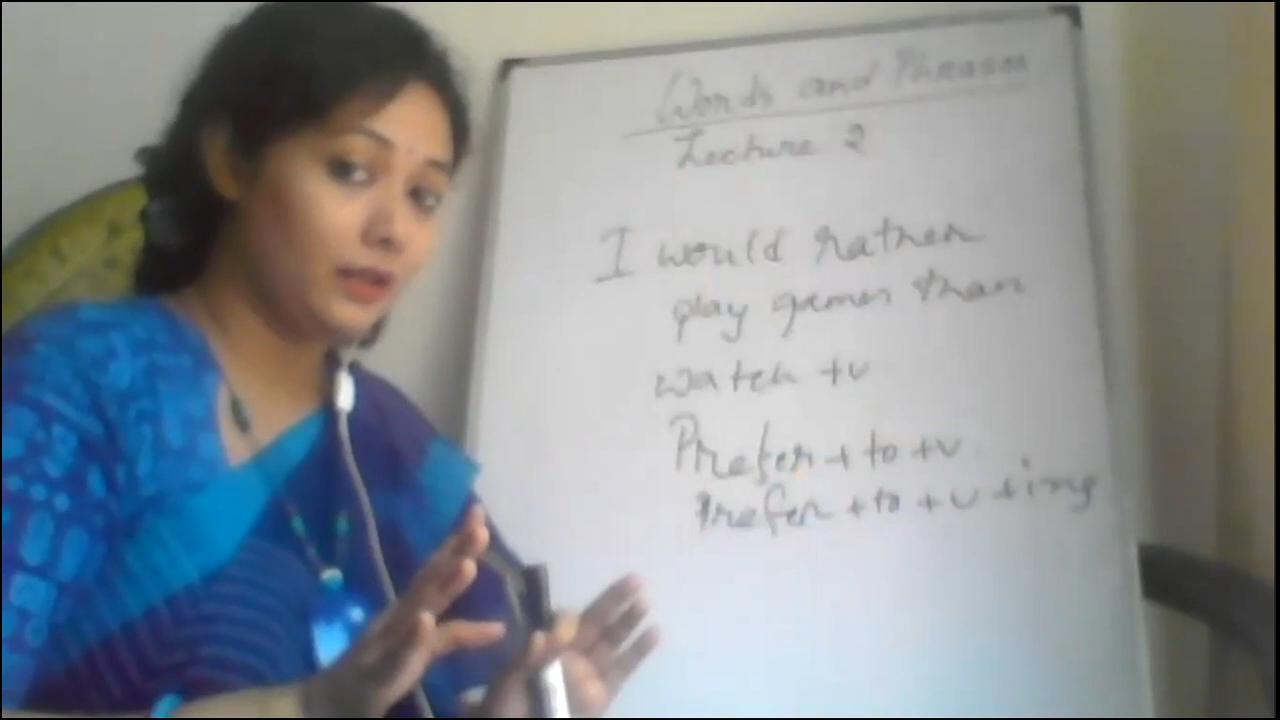 Words and Phrases
Lecture 2
I would rather
play games than
watch tv
Prefer + to + v
Prefer + to + v + ing